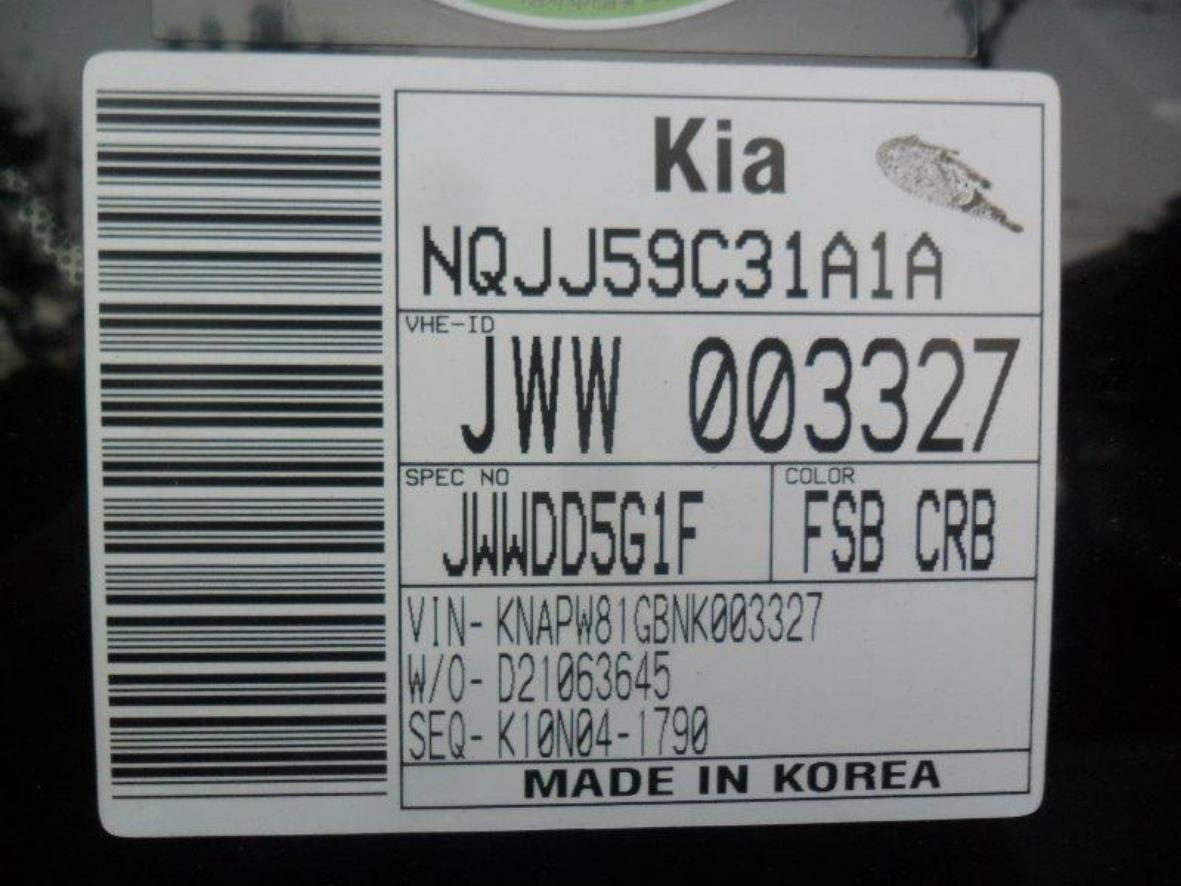 Kia
NQJJ59C31A1A
VHE-ID
JWW 003327
SPEC NO
JWWDD5G1F
COLOR
FSB CRB
VIN- KNAPW81GBNK003327
W/O- D21063645
SEQ- K10N04-1790
MADE IN KOREA